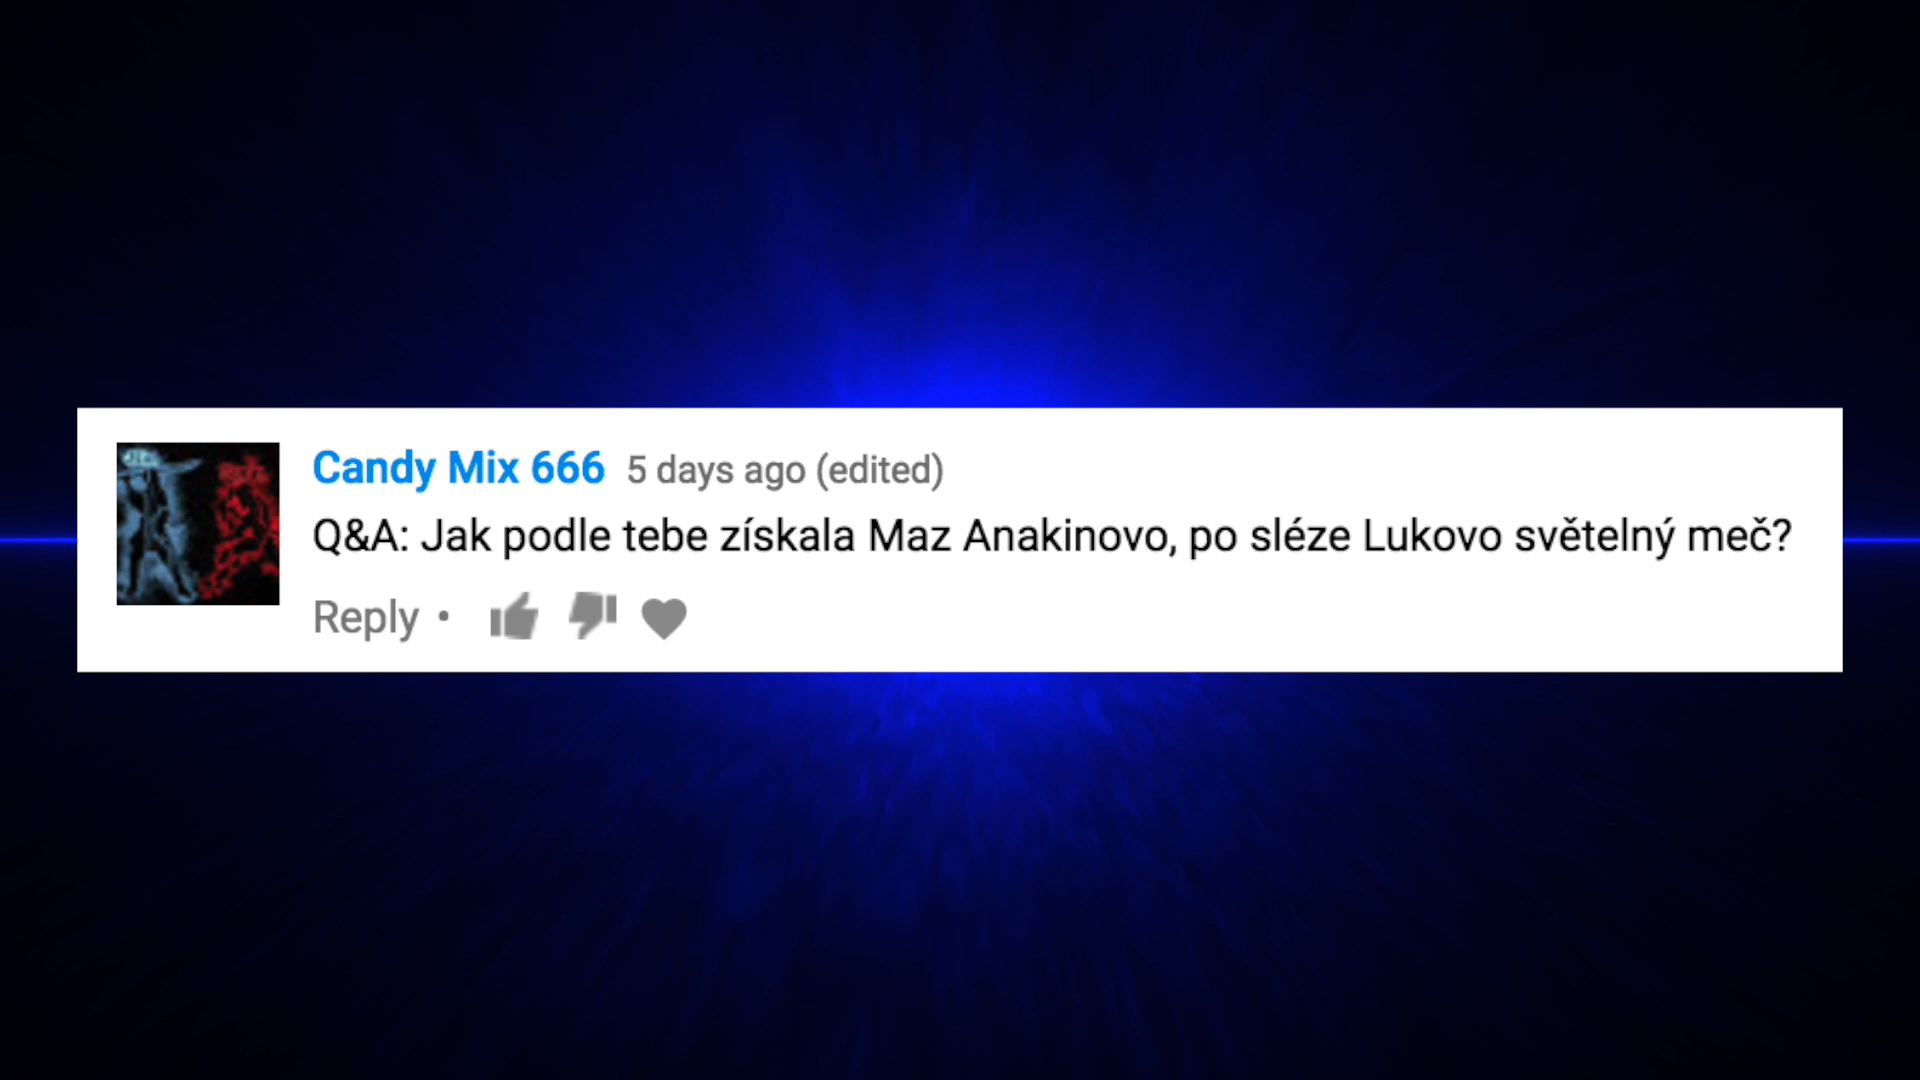 Candy Mix 666 5 days ago (edited)
Q&A: Jak podle tebe získala Maz Anakinovo, po sléze Lukovo světelný meč?
Reply •